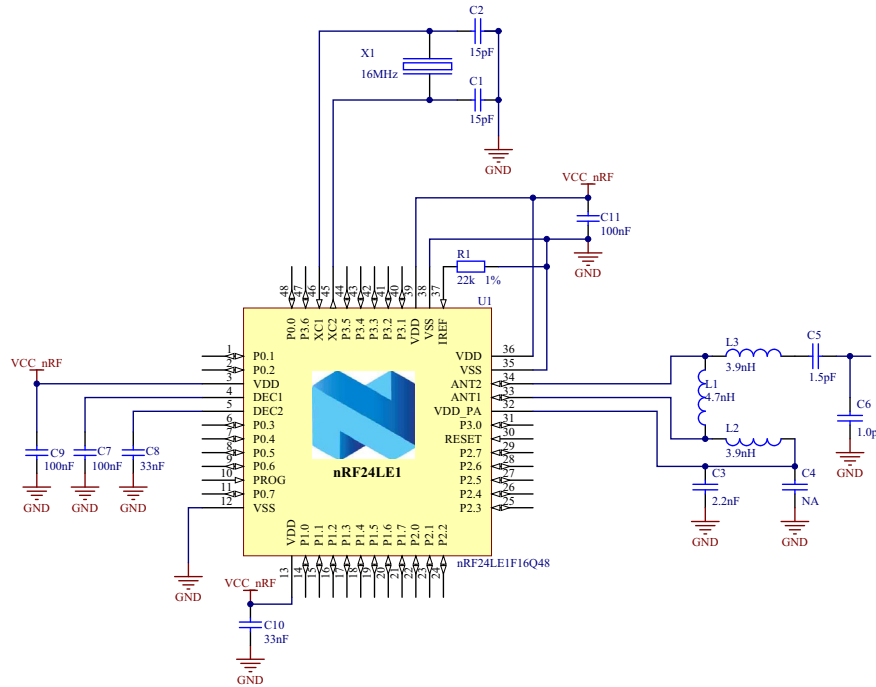 C2
15pF
X1
16MHz
C1
15pF
GND
VCC_nRF
C11
100nF
GND
R1
22k 1%
48 47 46 45 44 43 42 41 40 39 38 37
U1
P0.0 P3.6 XC1 XC2 P3.5 P3.4 P3.3 P3.2 P3.1 VDD VSS IREF
1 P0.1
2 P0.2
3 VDD
4 DEC1
5 DEC2
6 P0.3
7 P0.4
8 P0.5
9 P0.6
10 PROG
11 P0.7
12 VSS
VDD 36
VSS 35
ANT2 34
ANT1 33
VDD_PA 32
P3.0 31
RESET 30
P2.7 29
P2.6 28
P2.5 27
P2.4 26
P2.3 25
nRF24LE1
VDD P1.0 P1.1 P1.2 P1.3 P1.4 P1.5 P1.6 P1.7 P2.0 P2.1 P2.2
13 14 15 16 17 18 19 20 21 22 23 24
nRF24LE1F16Q48
VCC_nRF
C9
100nF
GND
C7
100nF
GND
C8
33nF
GND
GND
VCC_nRF
C10
33nF
GND
L3
3.9nH
C5
1.5pF
L1
4.7nH
C6
1.0p
GND
L2
3.9nH
C3
2.2nF
GND
C4
NA
GND